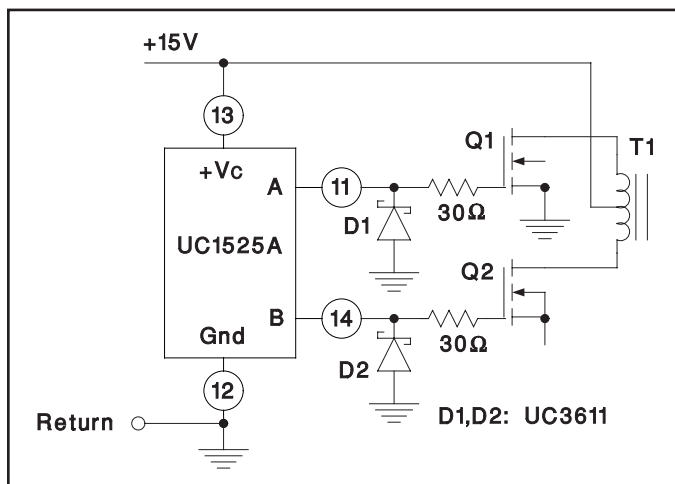 +15V
13
Q1
T1
+Vc
A
11
D1
30Ω
UC1525A
Q2
B
14
Gnd
D2
30Ω
12
D1,D2: UC3611
Return